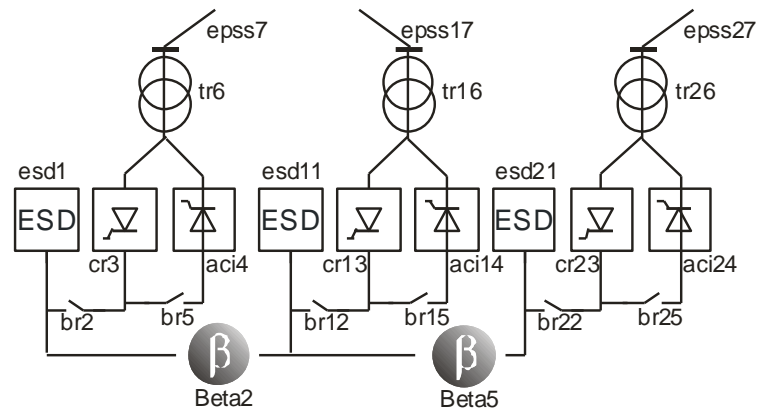 epss7 epss17 epss27
tr6 tr16 tr26
esd1 esd11 esd21
ESD ESD ESD
cr3 aci4 cr13 aci14 cr23 aci24
br2 br5 br12 br15 br22 br25
β β
Beta2 Beta5